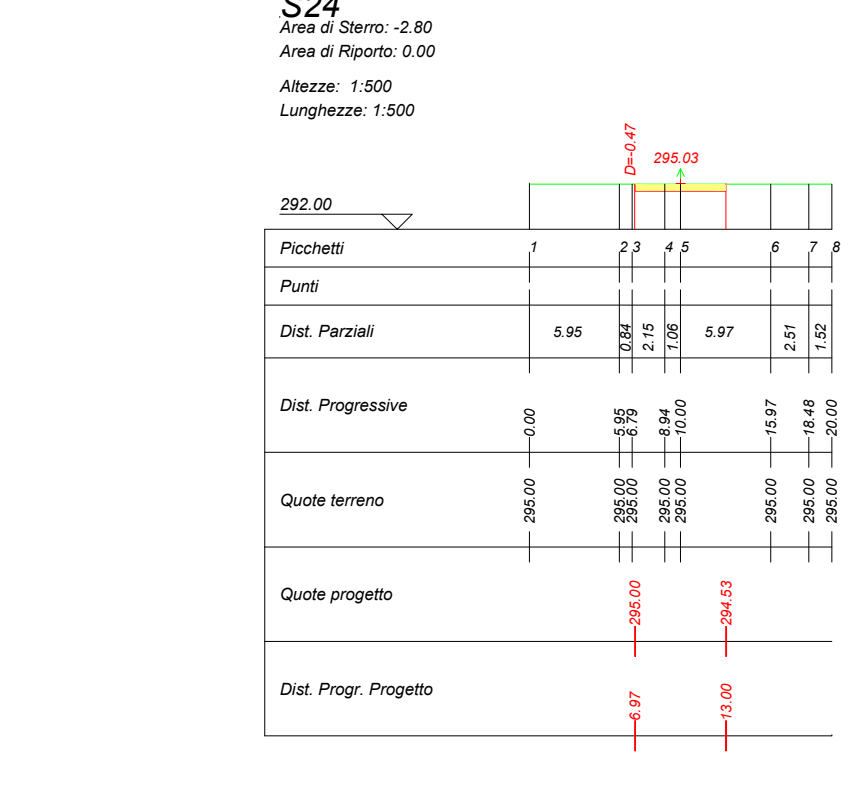 S24
Area di Sterro: -2.80
Area di Riporto: 0.00
Altezze: 1:500
Lunghezze: 1:500
D=-0.47
295.03
292.00
Picchetti 1 2 3 4 5 6 7 8
Punti
Dist. Parziali 5.95 0.84 2.15 1.06 5.97 2.51 1.52
Dist. Progressive 0.00 5.95 6.79 8.94 10.00 15.97 18.48 20.00
Quote terreno 295.00 295.00 295.00 295.00 295.00 295.00 295.00 295.00
Quote progetto 295.00 294.53
Dist. Progr. Progetto 6.97 13.00